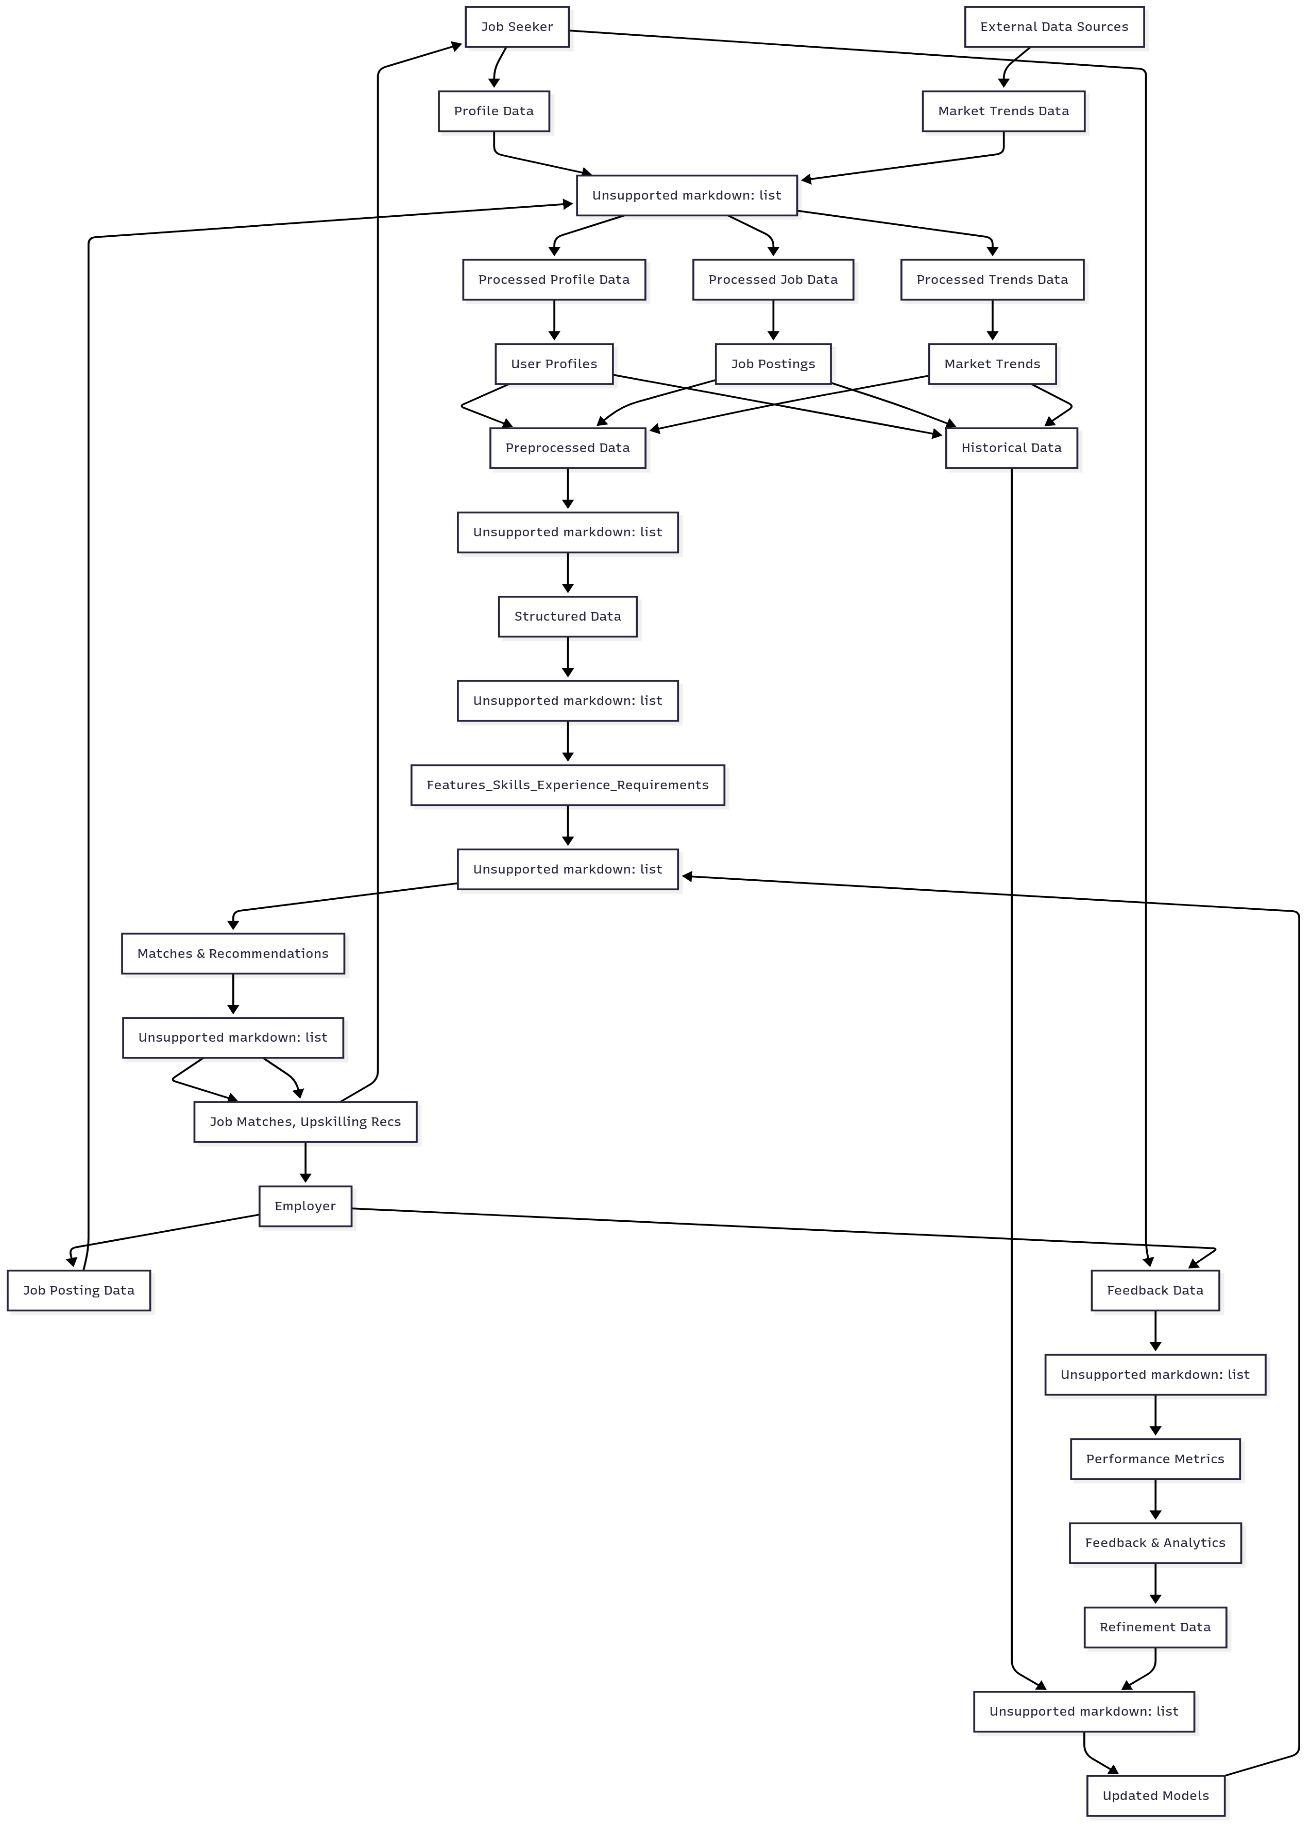 Job Seeker
External Data Sources
Profile Data
Market Trends Data
Unsupported markdown: list
Processed Profile Data
Processed Job Data
Processed Trends Data
User Profiles
Job Postings
Market Trends
Preprocessed Data
Historical Data
Unsupported markdown: list
Structured Data
Unsupported markdown: list
Features_Skills_Experience_Requirements
Unsupported markdown: list
Matches & Recommendations
Unsupported markdown: list
Job Matches, Upskilling Recs
Employer
Job Posting Data
Feedback Data
Unsupported markdown: list
Performance Metrics
Feedback & Analytics
Refinement Data
Unsupported markdown: list
Updated Models